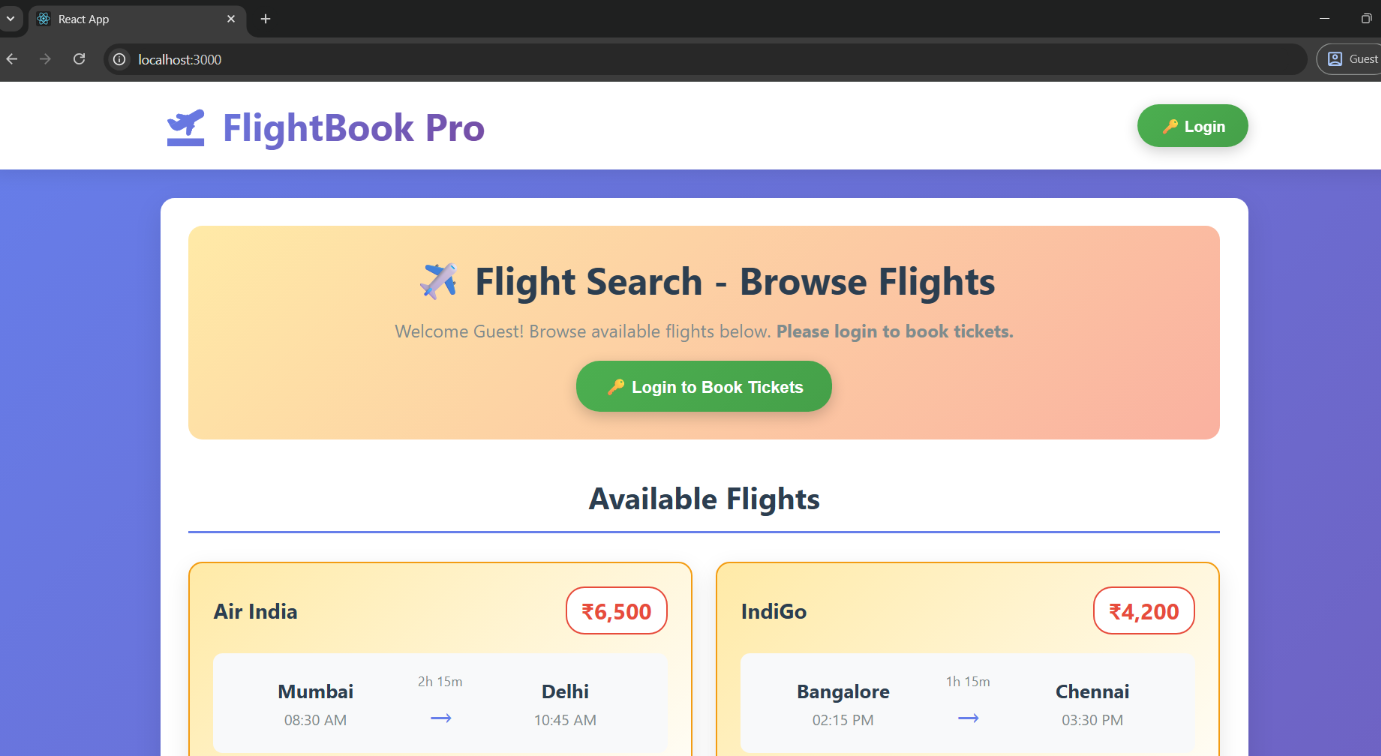 React App
localhost:3000
Guest
FlightBook Pro
🔑 Login
✈️ Flight Search - Browse Flights
Welcome Guest! Browse available flights below. Please login to book tickets.
🔑 Login to Book Tickets
Available Flights
Air India
₹6,500
Mumbai
08:30 AM
2h 15m
→
Delhi
10:45 AM
IndiGo
₹4,200
Bangalore
02:15 PM
1h 15m
→
Chennai
03:30 PM